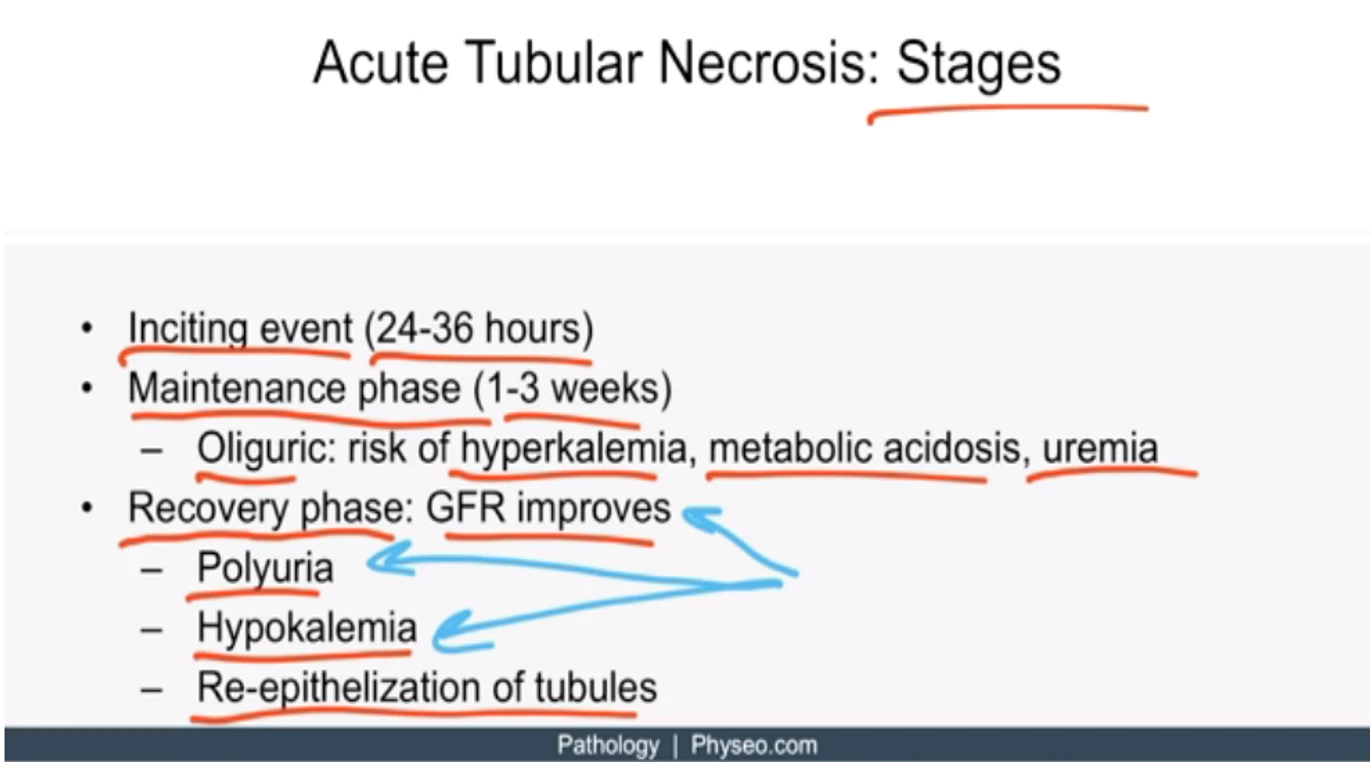 Acute Tubular Necrosis: Stages
• Inciting event (24-36 hours)
• Maintenance phase (1-3 weeks)
– Oliguric: risk of hyperkalemia, metabolic acidosis, uremia
• Recovery phase: GFR improves
– Polyuria
– Hypokalemia
– Re-epithelization of tubules
Pathology | Physeo.com